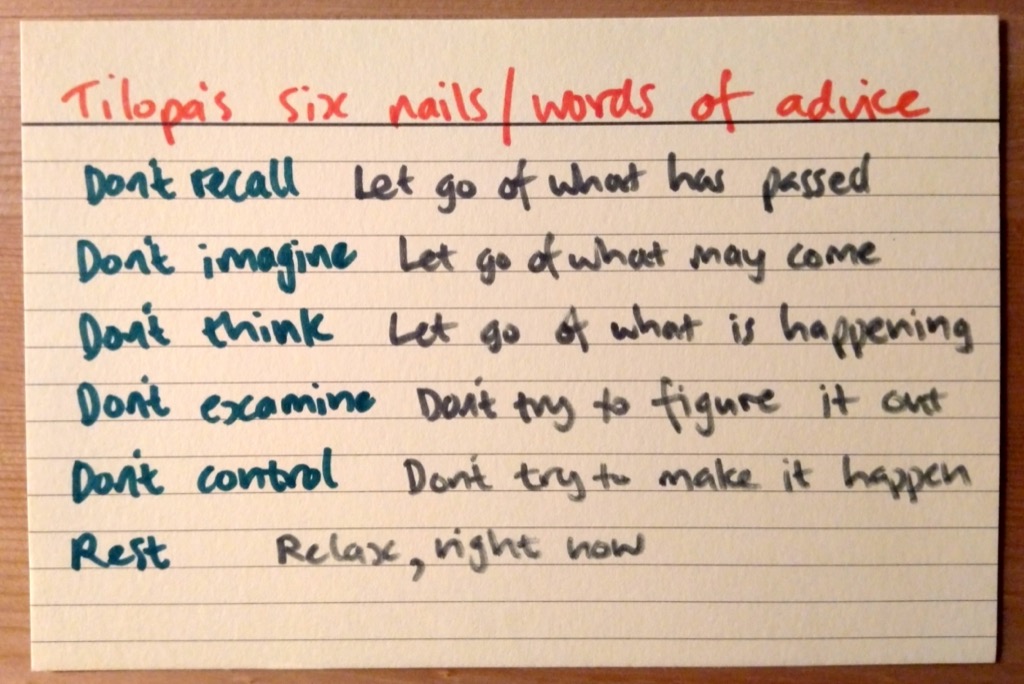 Tilopa's six nails/words of advice
Don't recall Let go of what has passed
Don't imagine Let go of what may come
Don't think Let go of what is happening
Don't examine Don't try to figure it out
Don't control Don't try to make it happen
Rest Relax, right now